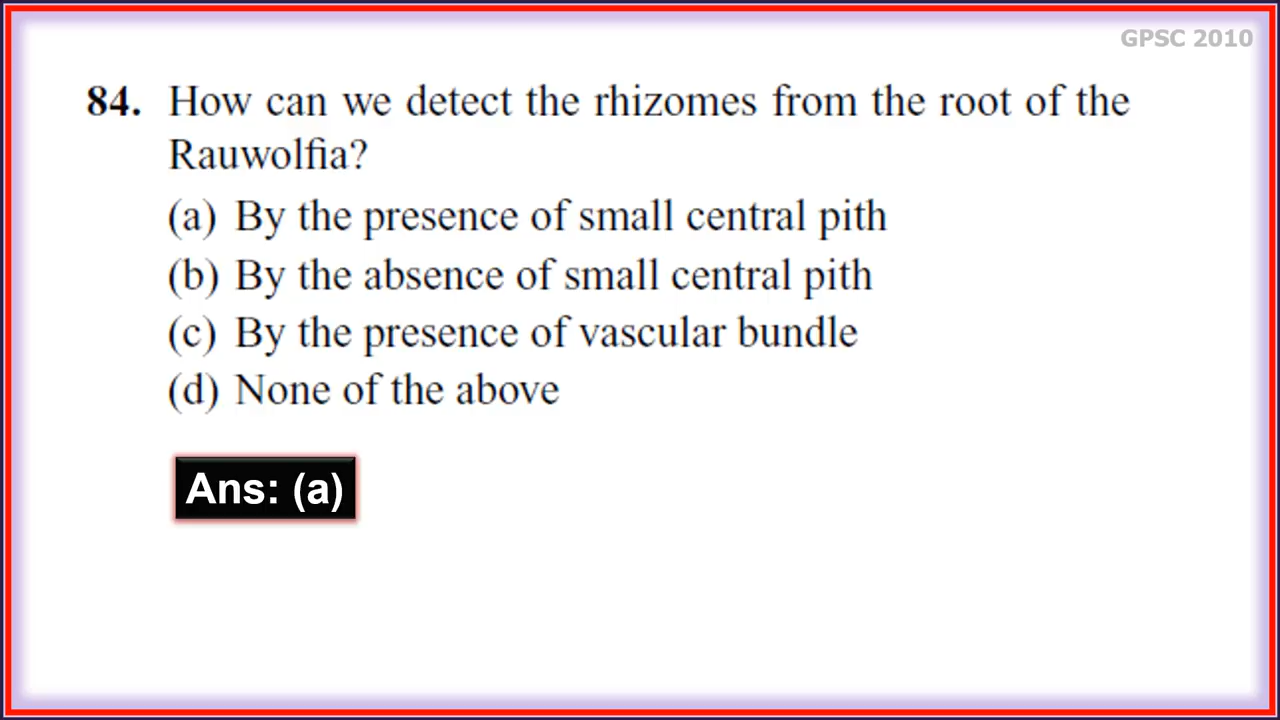 GPSC 2010
84. How can we detect the rhizomes from the root of the
Rauwolfia?
(a) By the presence of small central pith
(b) By the absence of small central pith
(c) By the presence of vascular bundle
(d) None of the above
Ans: (a)